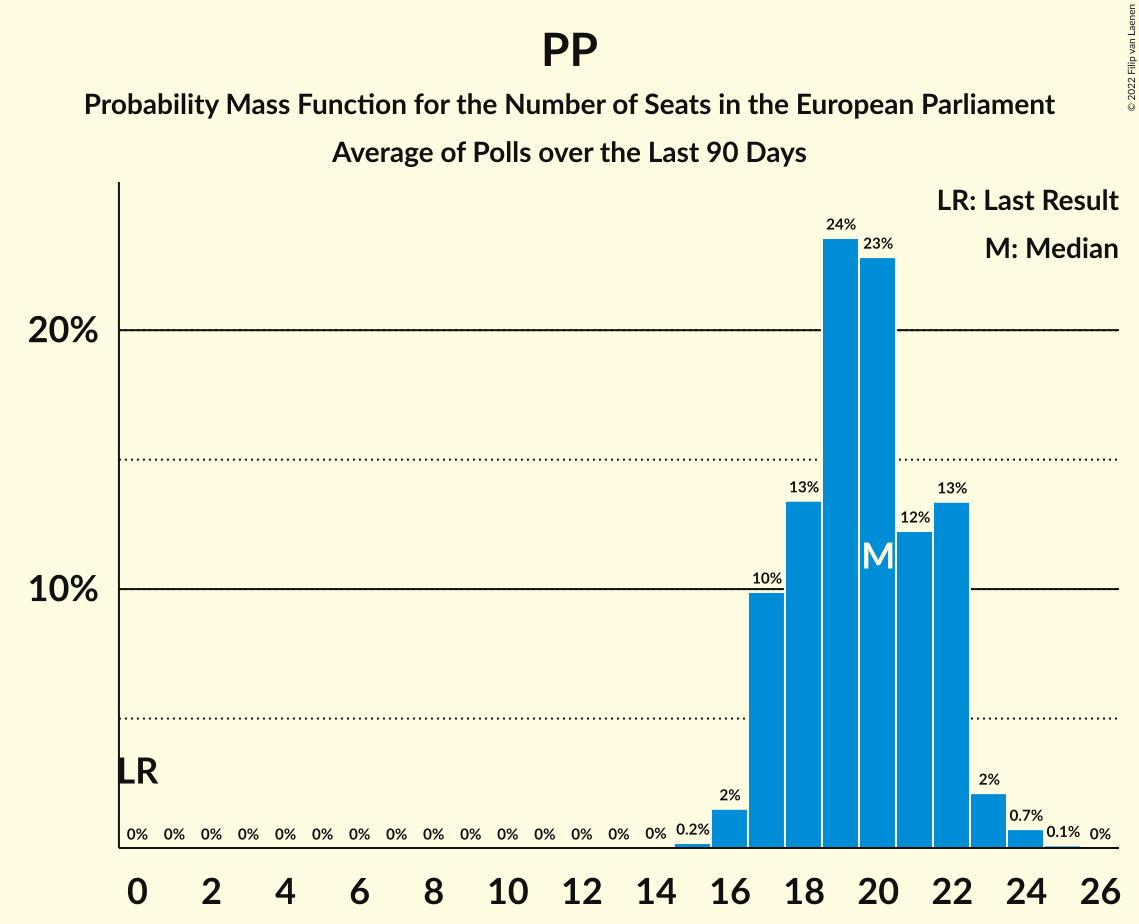 PP
Probability Mass Function for the Number of Seats in the European Parliament
Average of Polls over the Last 90 Days
© 2022 Filip van Laenen
LR: Last Result
M: Median
20%
10%
LR
0% 0% 0% 0% 0% 0% 0% 0% 0% 0% 0% 0% 0% 0% 0% 0.2% 2% 10% 13% 24% 23% 12% 13% 2% 0.7% 0.1% 0%
M
0 2 4 6 8 10 12 14 16 18 20 22 24 26